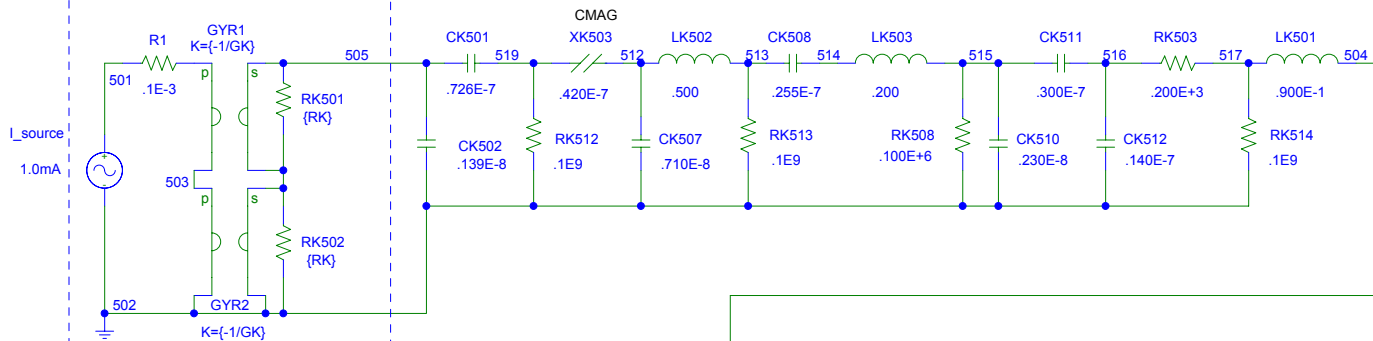 CMAG
GYR1
K={-1/GK}
R1
.1E-3
501
p
s
505
CK501
.726E-7
519
XK503
.420E-7
512
LK502
.500
513
CK508
.255E-7
514
LK503
.200
515
CK511
.300E-7
516
RK503
.200E+3
517
LK501
.900E-1
504
RK501
{RK}
I_source
1.0mA
+
-
CK502
.139E-8
RK512
.1E9
CK507
.710E-8
RK513
.1E9
RK508
.100E+6
CK510
.230E-8
CK512
.140E-7
RK514
.1E9
503
p
s
RK502
{RK}
502
GYR2
K={-1/GK}